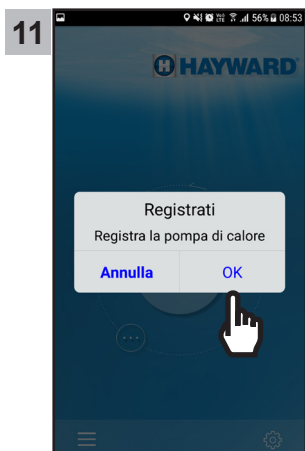 11
56% 08:53
HAYWARD
Registrati
Registra la pompa di calore
Annulla
OK